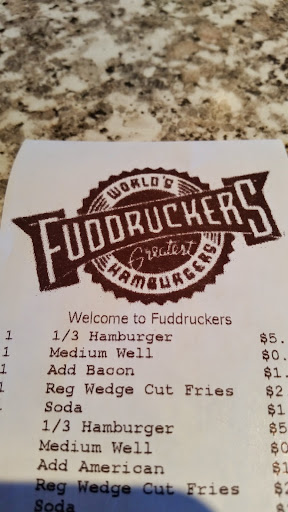 WORLD'S
FUDDRUCKERS
Greatest
HAMBURGERS
Welcome to Fuddruckers
1 1/3 Hamburger $5.
1 Medium Well $0.
1 Add Bacon $1.
1 Reg Wedge Cut Fries $2
1 Soda $1
1/3 Hamburger $5
Medium Well $0
Add American $1
Reg Wedge Cut Fries $2
Soda